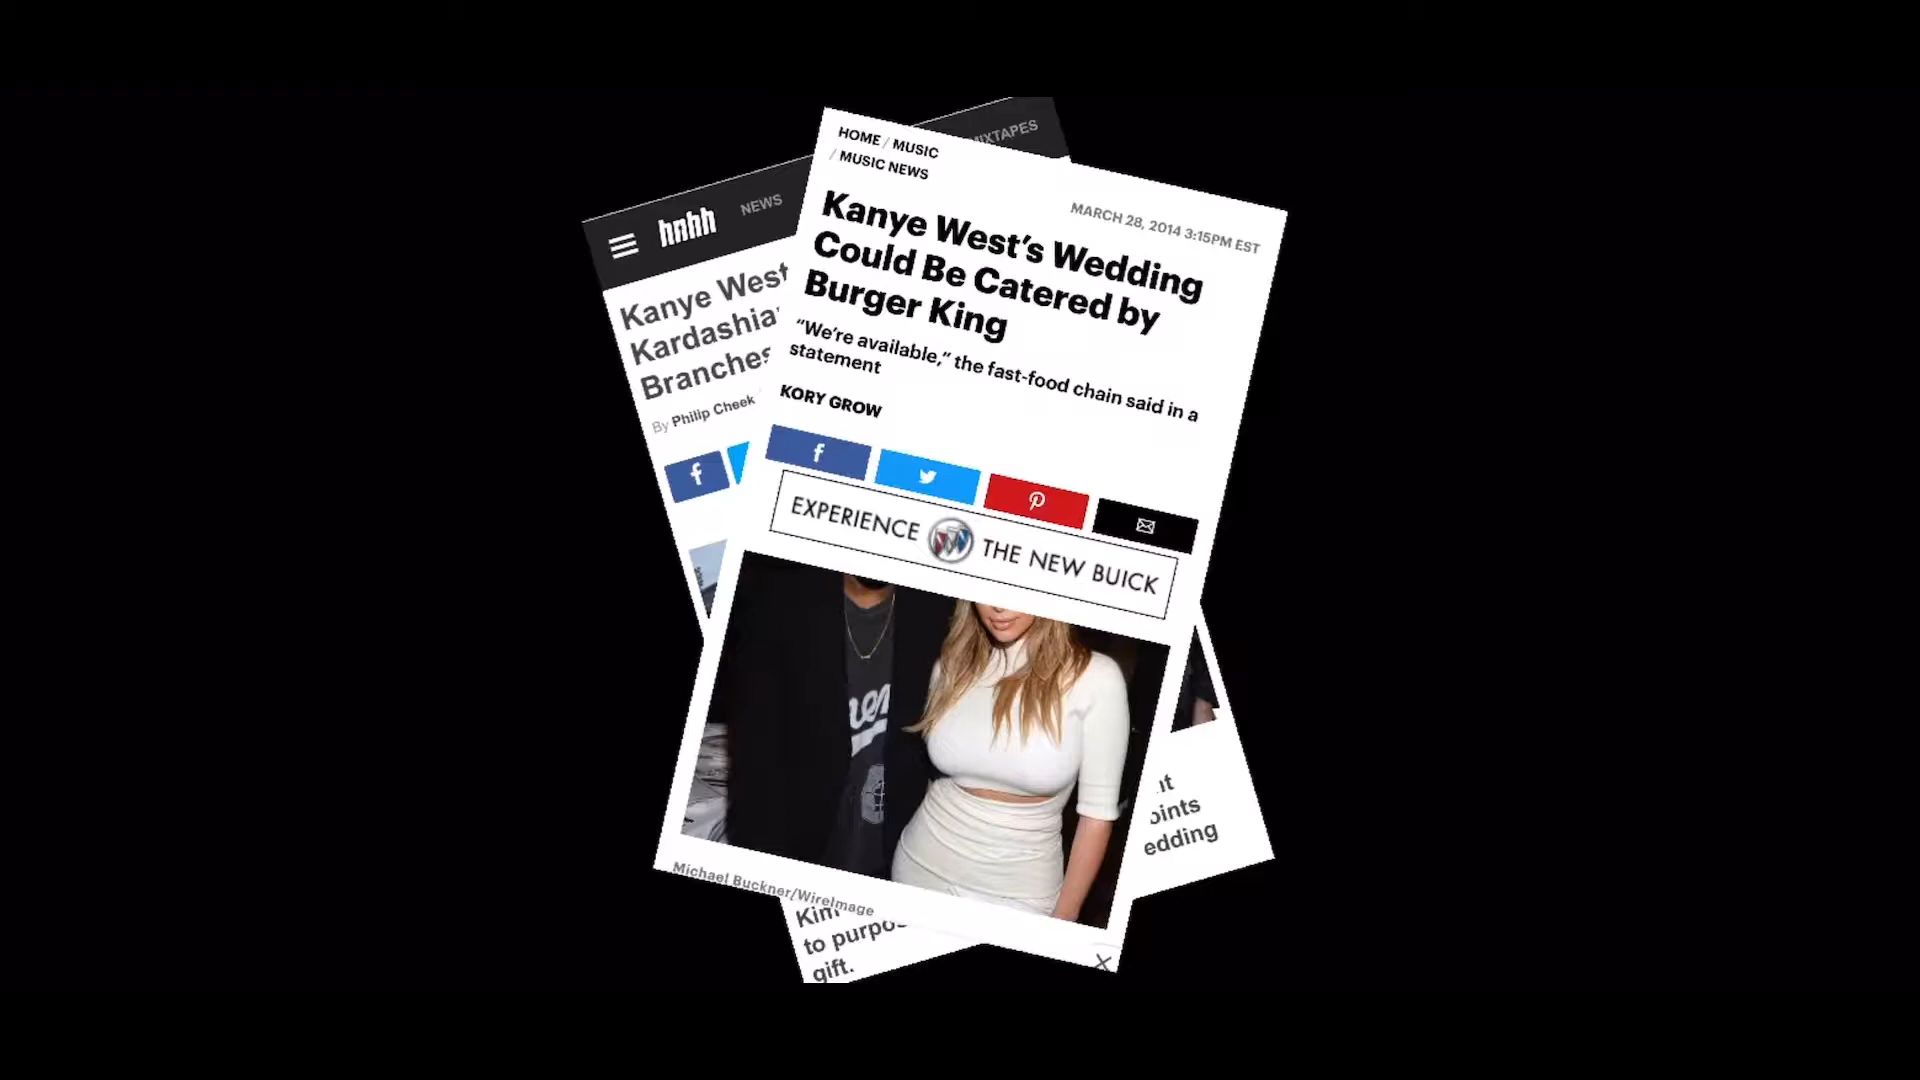 HOME / MUSIC
/ MUSIC NEWS
MARCH 28, 2014 3:15PM EST
Kanye West’s Wedding
Could Be Catered by
Burger King
“We’re available,” the fast-food chain said in a
statement
KORY GROW
EXPERIENCE THE NEW BUICK
Michael Buckner/WireImage
MIXTAPES
hnhh NEWS
Kanye West
Kardashian
Branches
By Philip Cheek
Kim
to purpo
gift.
oints
edding